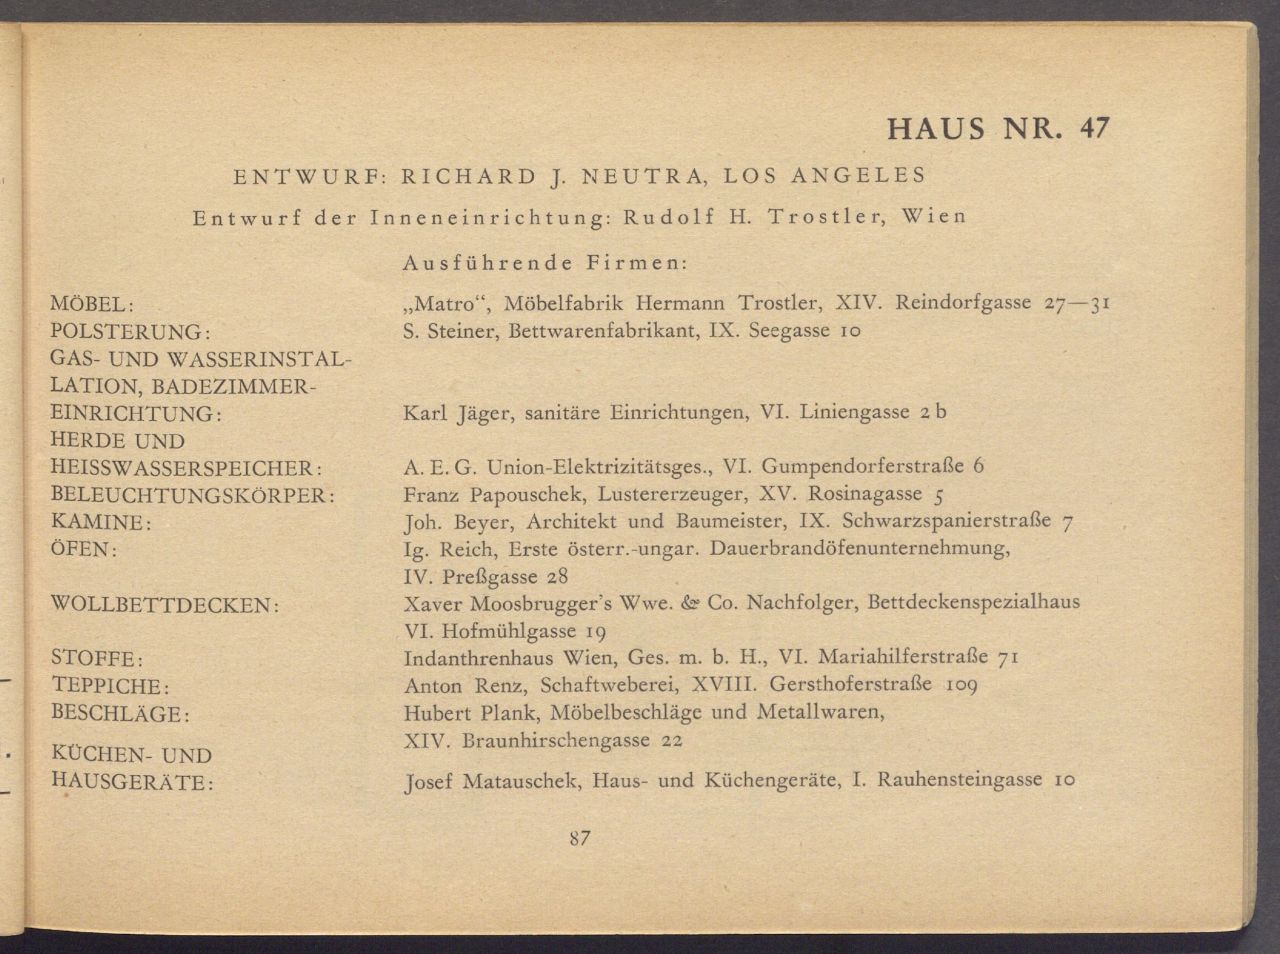 HAUS NR. 47
ENTWURF: RICHARD J. NEUTRA, LOS ANGELES
Entwurf der Inneneinrichtung: Rudolf H. Trostler, Wien
Ausführende Firmen:
MÖBEL: „Matro“, Möbelfabrik Hermann Trostler, XIV. Reindorfgasse 27—31
POLSTERUNG: S. Steiner, Bettwarenfabrikant, IX. Seegasse 10
GAS- UND WASSERINSTAL-
LATION, BADEZIMMER-
EINRICHTUNG: Karl Jäger, sanitäre Einrichtungen, VI. Liniengasse 2 b
HERDE UND
HEISSWASSERSPEICHER: A. E. G. Union-Elektrizitätsges., VI. Gumpendorferstraße 6
BELEUCHTUNGSKÖRPER: Franz Papouschek, Lustererzeuger, XV. Rosinagasse 5
KAMINE: Joh. Beyer, Architekt und Baumeister, IX. Schwarzspanierstraße 7
ÖFEN: Ig. Reich, Erste österr.-ungar. Dauerbrandöfenunternehmung,
IV. Preßgasse 28
WOLLBETTDECKEN: Xaver Moosbrugger's Wwe. & Co. Nachfolger, Bettdeckenspezialhaus
VI. Hofmühlgasse 19
STOFFE: Indanthrenhaus Wien, Ges. m. b. H., VI. Mariahilferstraße 71
TEPPICHE: Anton Renz, Schaftweberei, XVIII. Gersthoferstraße 109
BESCHLÄGE: Hubert Plank, Möbelbeschläge und Metallwaren,
XIV. Braunhirschengasse 22
KÜCHEN- UND
HAUSGERÄTE: Josef Matauschek, Haus- und Küchengeräte, I. Rauhensteingasse 10
87